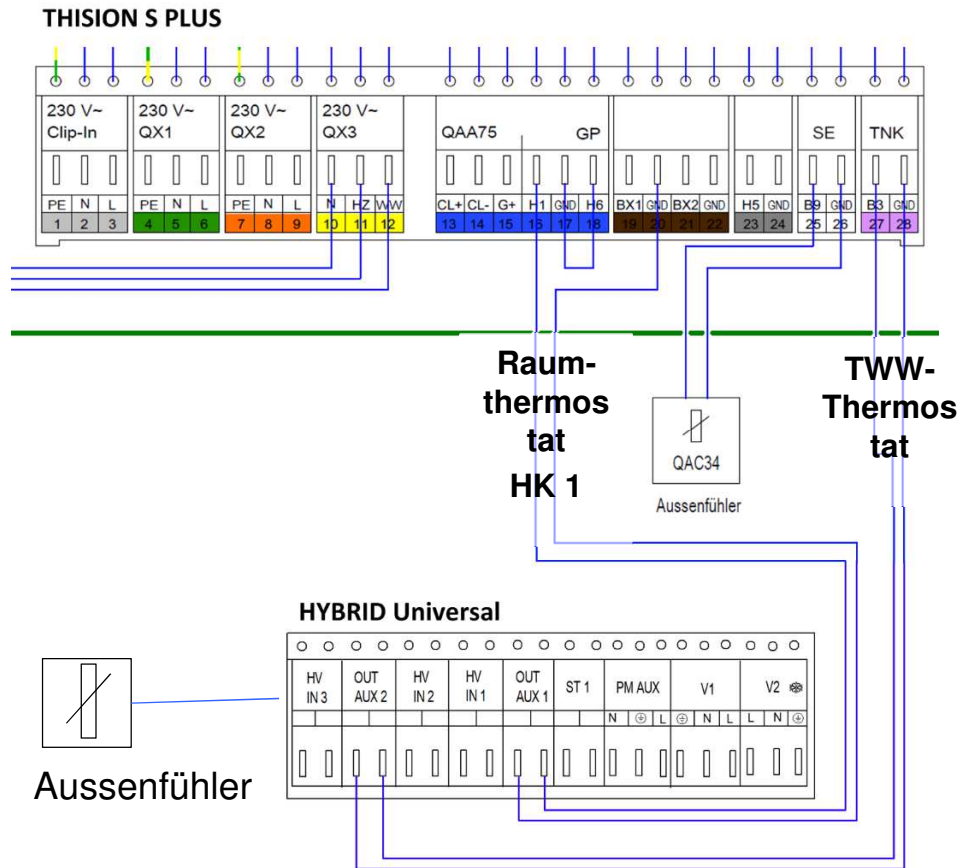 THISION S PLUS
230 V~ 230 V~ 230 V~ 230 V~
Clip-In QX1 QX2 QX3 QAA75 GP SE TNK
PE N L PE N L PE N L N HZ WW CL+ CL- G+ H1 GND H6 BX1 GND BX2 GND H5 GND B9 GND B3 GND
1 2 3 4 5 6 7 8 9 10 11 12 13 14 15 16 17 18 19 20 21 22 23 24 25 26 27 28
Raum-
thermos
tat
HK 1
QAC34
Aussenfühler
TWW-
Thermos
tat
HYBRID Universal
HV OUT HV HV OUT ST 1 PM AUX V1 V2
IN 3 AUX 2 IN 2 IN 1 AUX 1
N L N L L N
Aussenfühler